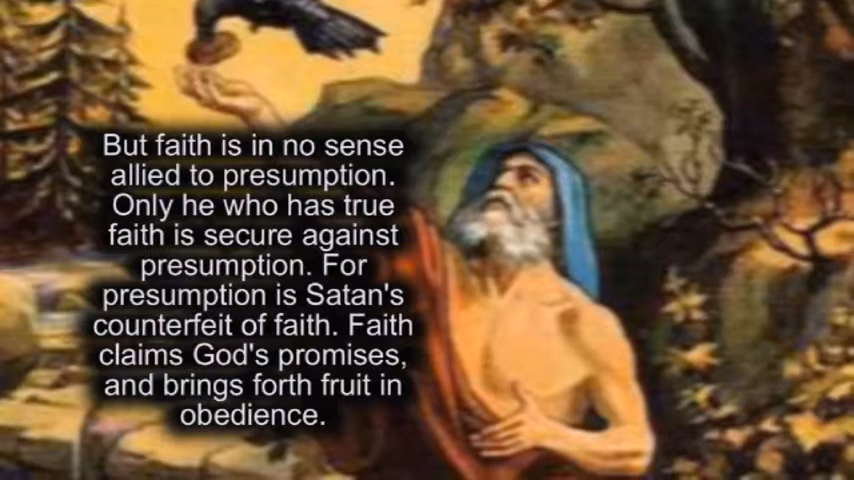 But faith is in no sense
allied to presumption.
Only he who has true
faith is secure against
presumption. For
presumption is Satan's
counterfeit of faith. Faith
claims God's promises,
and brings forth fruit in
obedience.